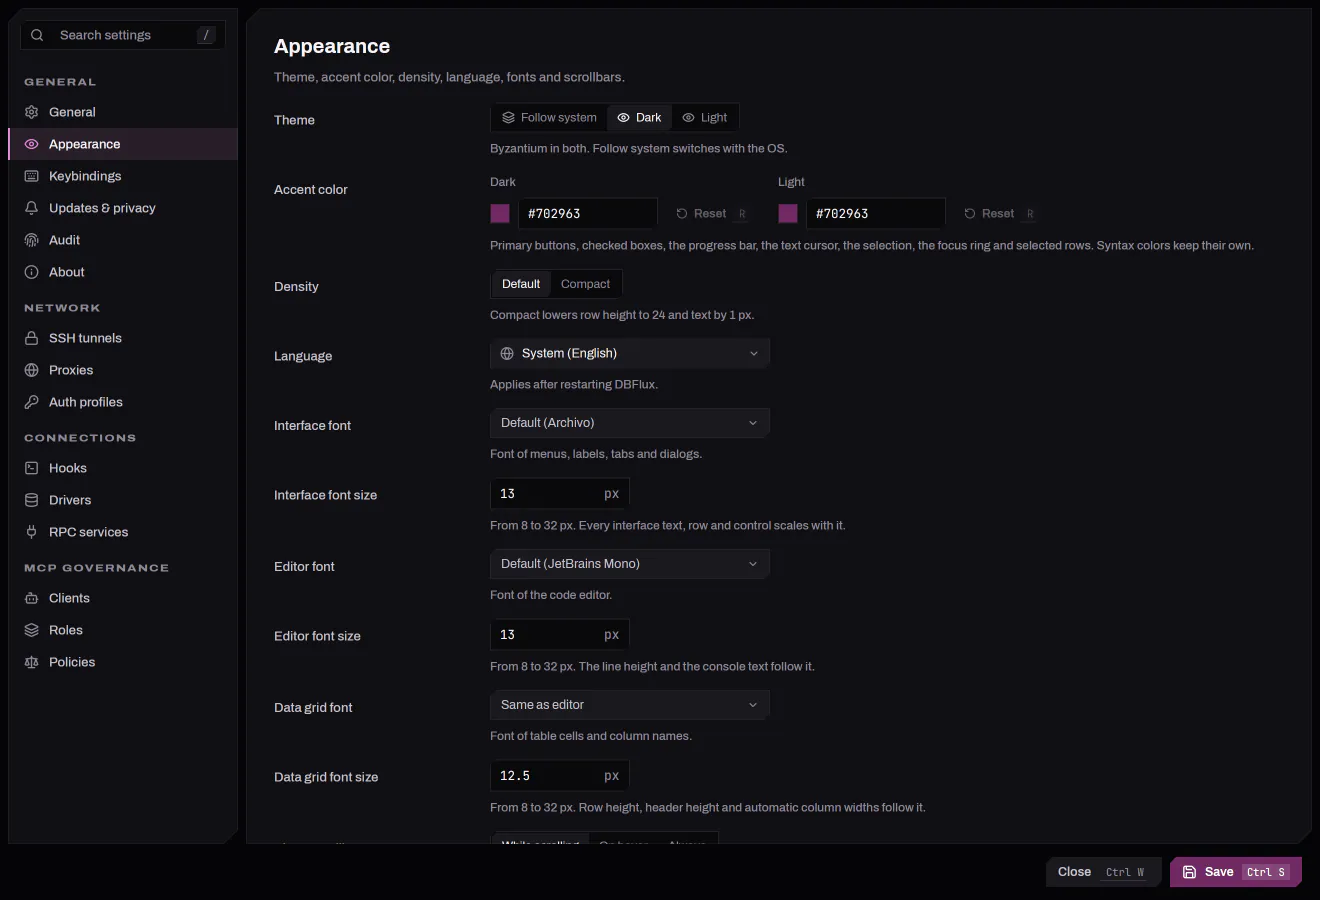 Search settings /
GENERAL
General
Appearance
Keybindings
Updates & privacy
Audit
About
NETWORK
SSH tunnels
Proxies
Auth profiles
CONNECTIONS
Hooks
Drivers
RPC services
MCP GOVERNANCE
Clients
Roles
Policies
Appearance
Theme, accent color, density, language, fonts and scrollbars.
Theme
Follow system Dark Light
Byzantium in both. Follow system switches with the OS.
Accent color
Dark Light
#702963 Reset R #702963 Reset R
Primary buttons, checked boxes, the progress bar, the text cursor, the selection, the focus ring and selected rows. Syntax colors keep their own.
Density
Default Compact
Compact lowers row height to 24 and text by 1 px.
Language
System (English)
Applies after restarting DBFlux.
Interface font
Default (Archivo)
Font of menus, labels, tabs and dialogs.
Interface font size
13 px
From 8 to 32 px. Every interface text, row and control scales with it.
Editor font
Default (JetBrains Mono)
Font of the code editor.
Editor font size
13 px
From 8 to 32 px. The line height and the console text follow it.
Data grid font
Same as editor
Font of table cells and column names.
Data grid font size
12.5 px
From 8 to 32 px. Row height, header height and automatic column widths follow it.
While scrolling On hover Always
Close Ctrl W Save Ctrl S